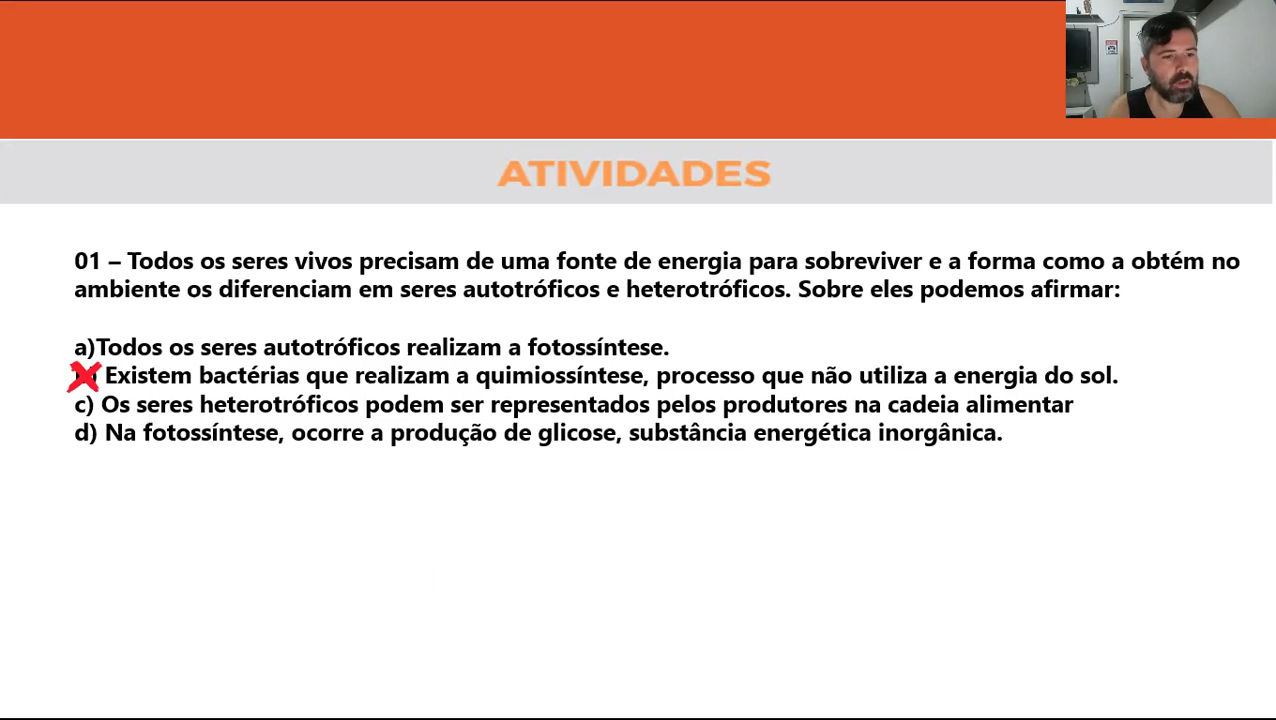 ATIVIDADES
01 – Todos os seres vivos precisam de uma fonte de energia para sobreviver e a forma como a obtém no
ambiente os diferenciam em seres autotróficos e heterotróficos. Sobre eles podemos afirmar:
a)Todos os seres autotróficos realizam a fotossíntese.
Existem bactérias que realizam a quimiossíntese, processo que não utiliza a energia do sol.
c) Os seres heterotróficos podem ser representados pelos produtores na cadeia alimentar
d) Na fotossíntese, ocorre a produção de glicose, substância energética inorgânica.